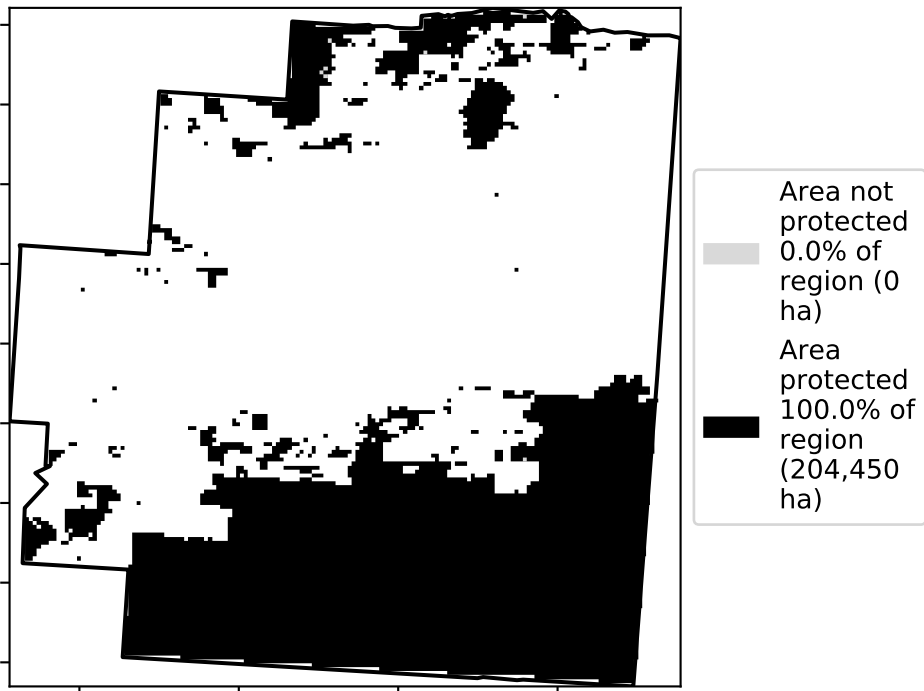 Area not
protected
0.0% of
region (0
ha)
Area
protected
100.0% of
region
(204,450
ha)